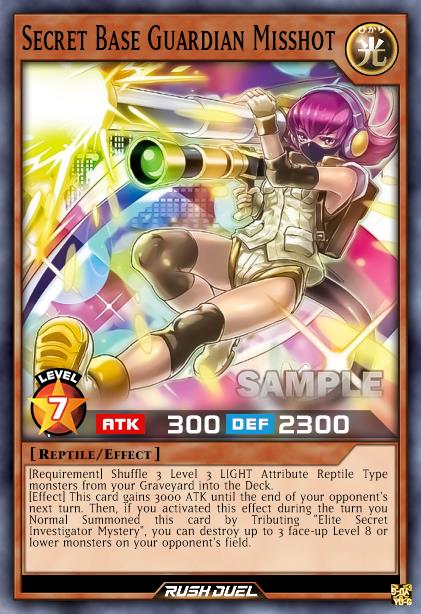 SECRET BASE GUARDIAN MISSHOT
ひかり
光
SAMPLE
LEVEL
7
ATK 300 DEF 2300
[REPTILE/EFFECT]
[Requirement] Shuffle 3 Level 3 LIGHT Attribute Reptile Type
monsters from your Graveyard into the Deck.
[Effect] This card gains 3000 ATK until the end of your opponent's
next turn. Then, if you activated this effect during the turn you
Normal Summoned this card by Tributing "Elite Secret
Investigator Mystery", you can destroy up to 3 face-up Level 8 or
lower monsters on your opponent's field.
RUSH DUEL